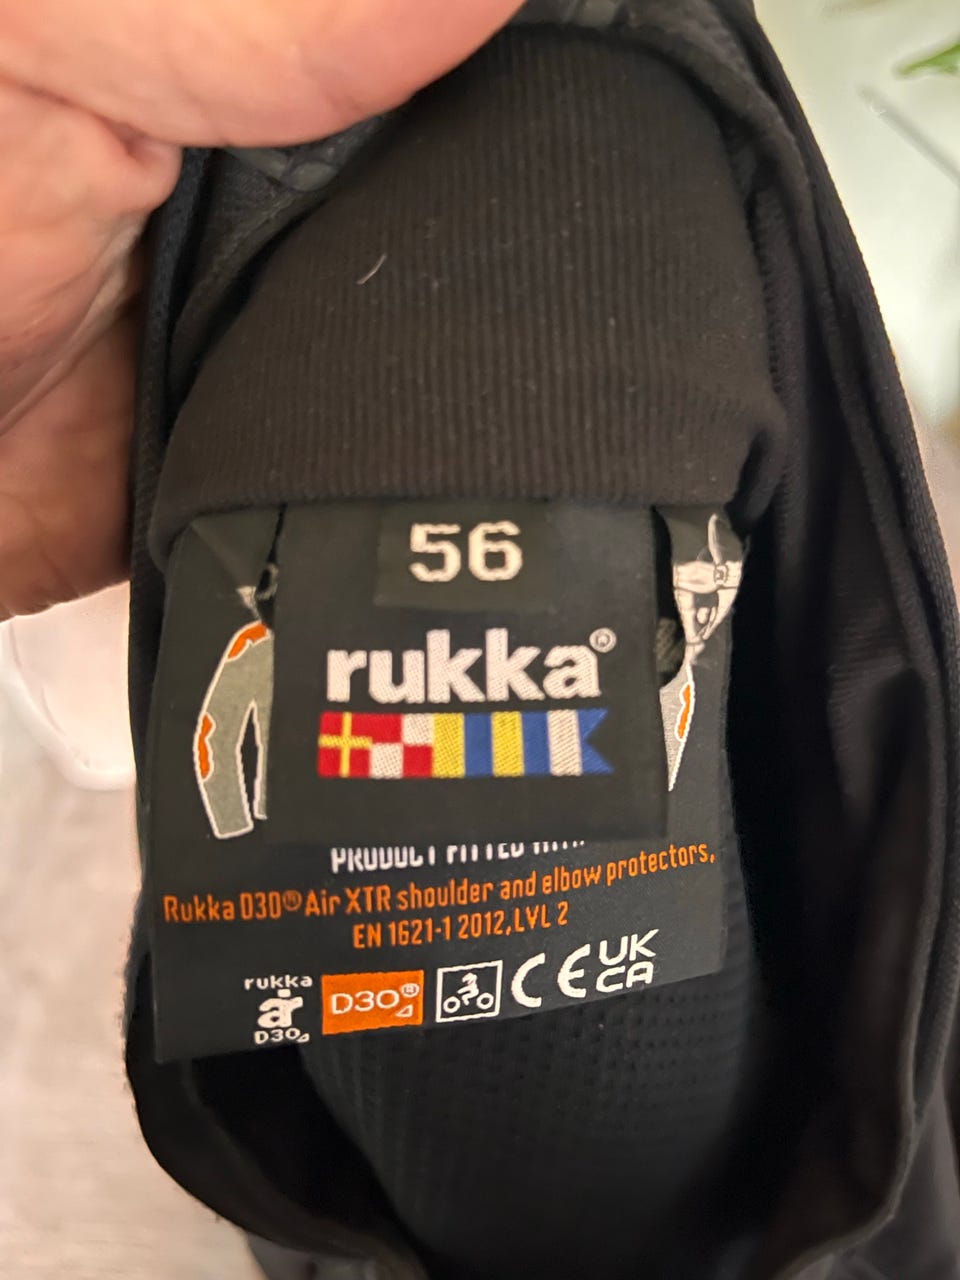 56
rukka®
PRODUCT FITTED WITH
Rukka D3O® Air XTR shoulder and elbow protectors,
EN 1621-1 2012, LVL 2
rukka
air
D3O
D3O®
CE
UK
CA